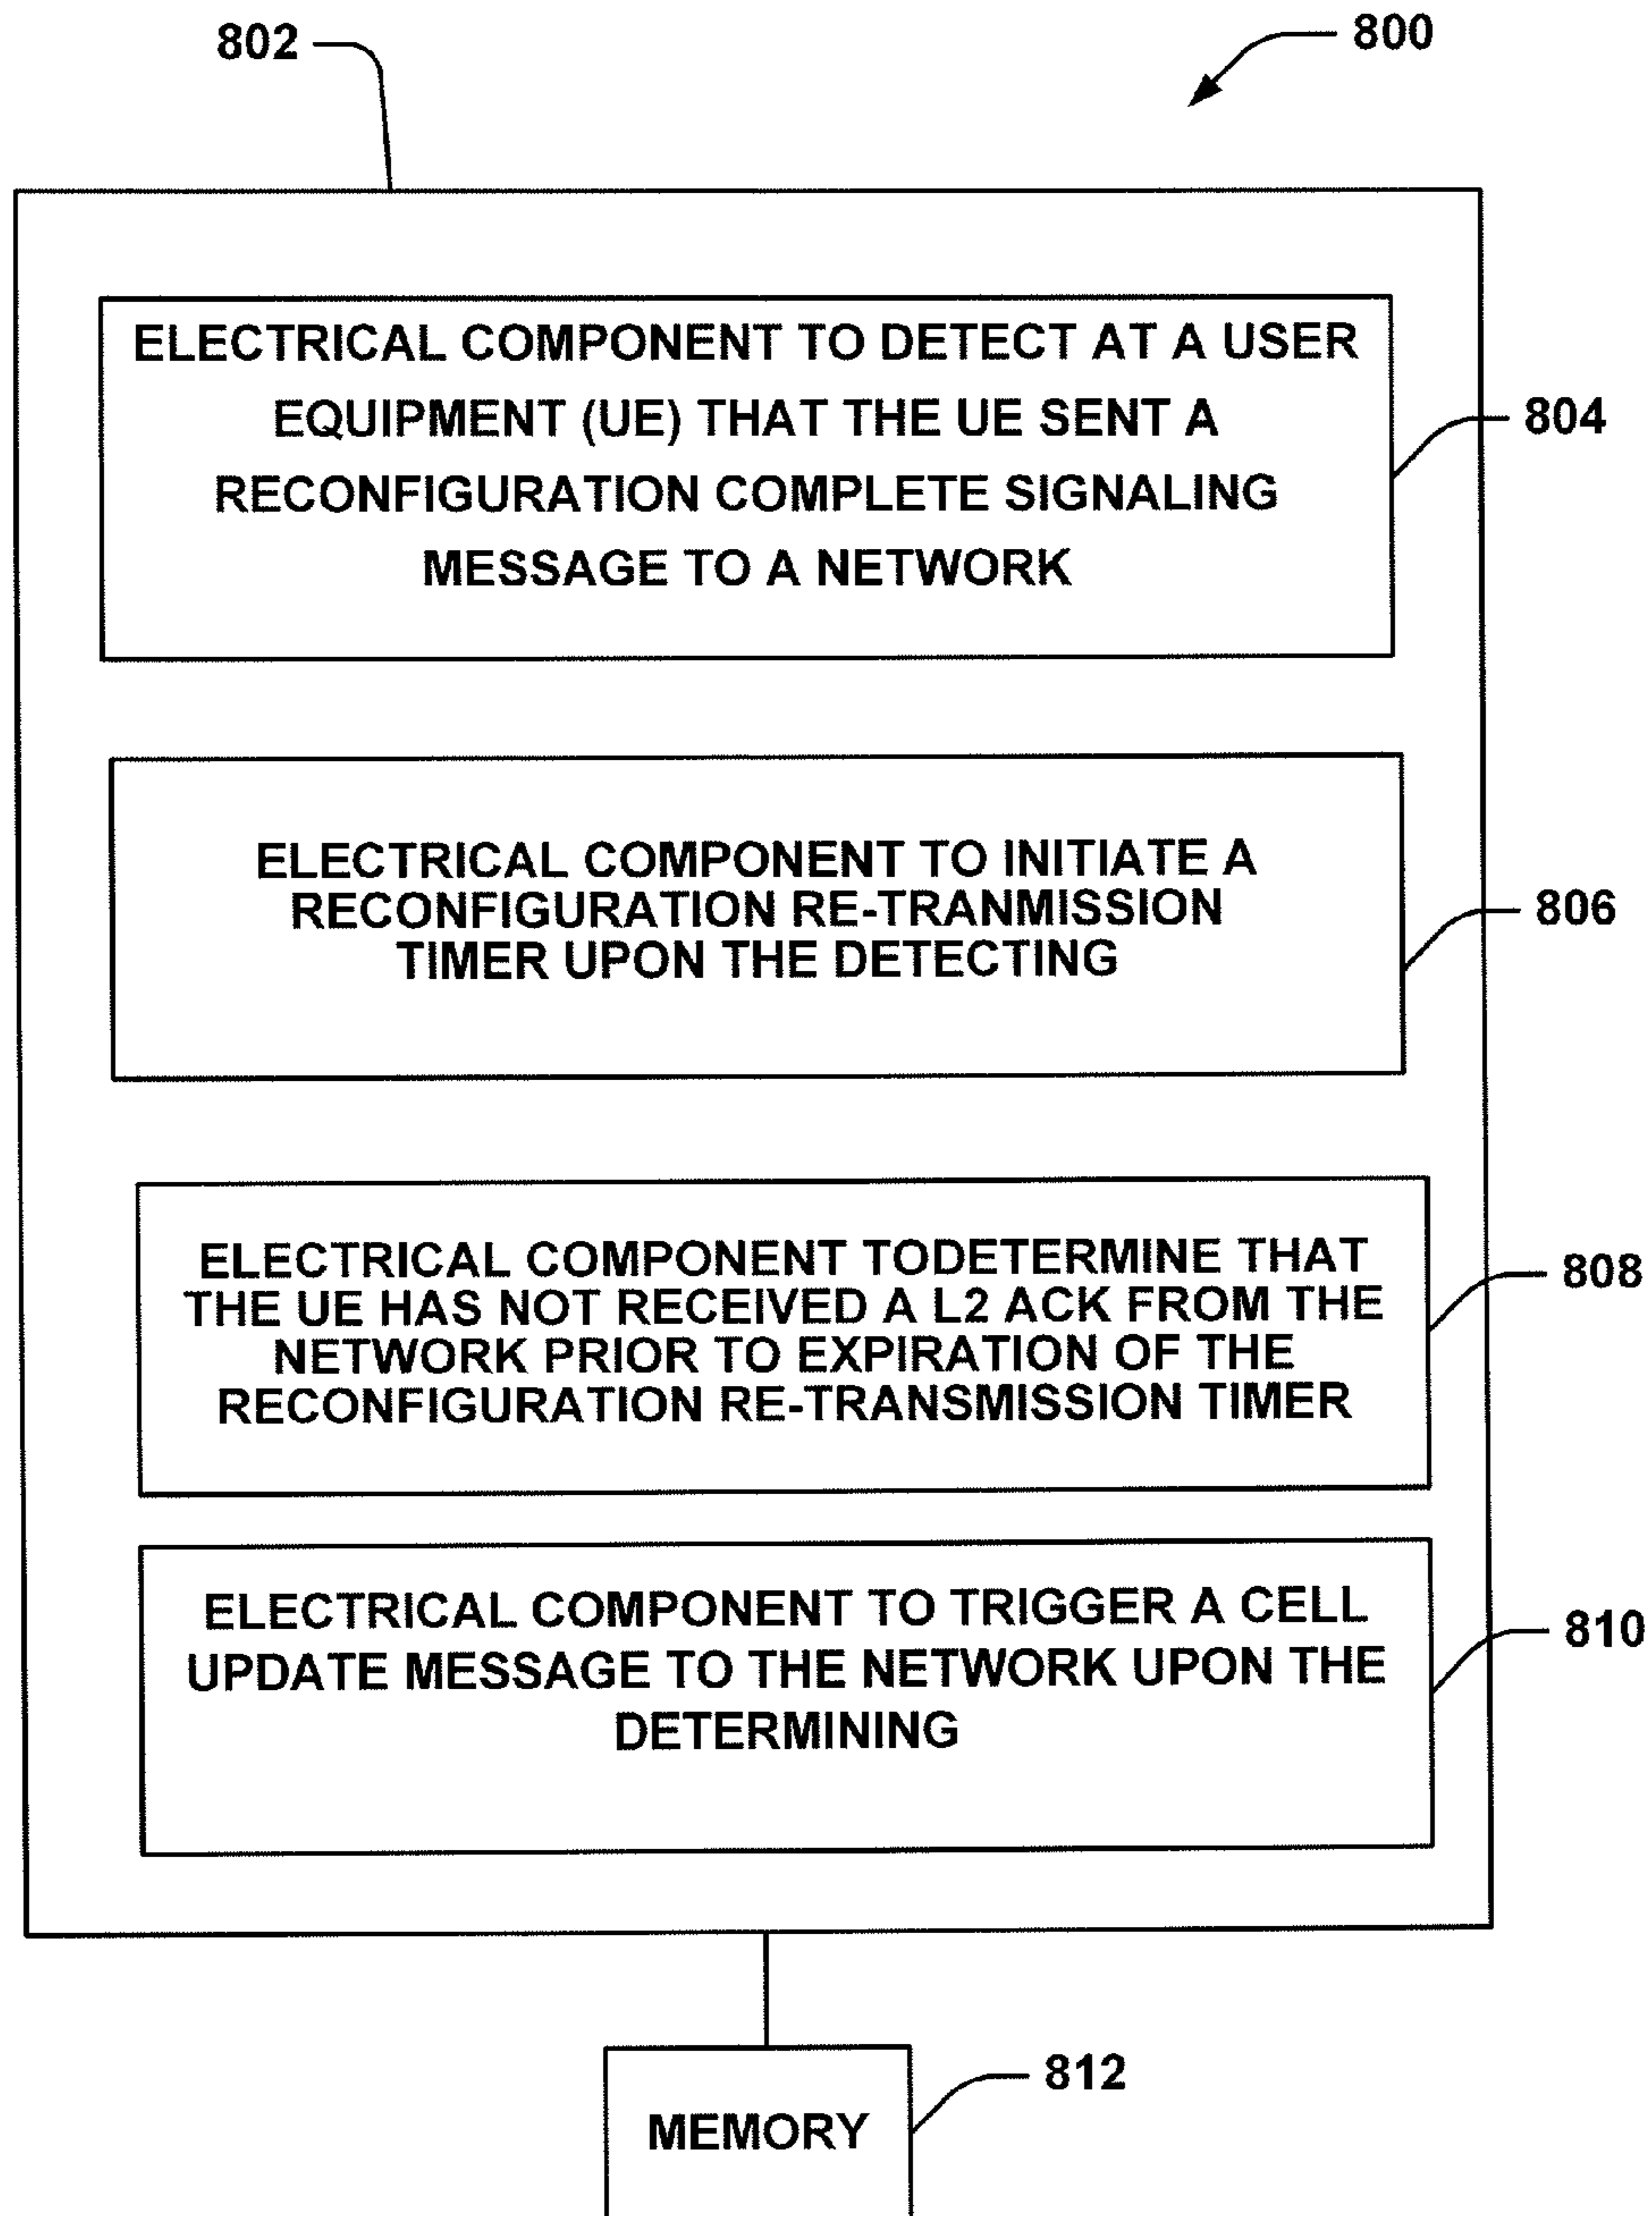 802
800
ELECTRICAL COMPONENT TO DETECT AT A USER
EQUIPMENT (UE) THAT THE UE SENT A
RECONFIGURATION COMPLETE SIGNALING
MESSAGE TO A NETWORK
804
ELECTRICAL COMPONENT TO INITIATE A
RECONFIGURATION RE-TRANMISSION
TIMER UPON THE DETECTING
806
ELECTRICAL COMPONENT TODETERMINE THAT
THE UE HAS NOT RECEIVED A L2 ACK FROM THE
NETWORK PRIOR TO EXPIRATION OF THE
RECONFIGURATION RE-TRANSMISSION TIMER
808
ELECTRICAL COMPONENT TO TRIGGER A CELL
UPDATE MESSAGE TO THE NETWORK UPON THE
DETERMINING
810
812
MEMORY